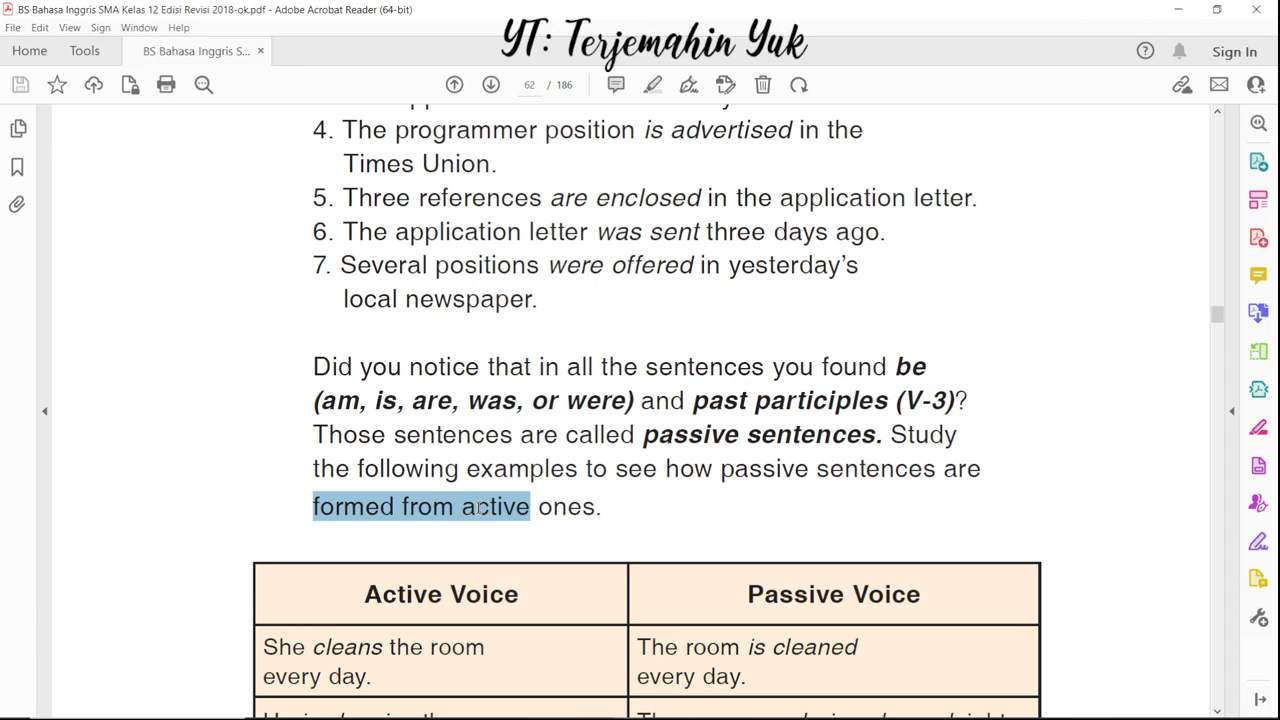 BS Bahasa Inggris SMA Kelas 12 Edisi Revisi 2018-ok.pdf - Adobe Acrobat Reader (64-bit)
YT: Terjemahin Yuk
File Edit View Sign Window Help
Home Tools BS Bahasa Inggris S... × Sign In
62 / 186
4. The programmer position is advertised in the
Times Union.
5. Three references are enclosed in the application letter.
6. The application letter was sent three days ago.
7. Several positions were offered in yesterday’s
local newspaper.
Did you notice that in all the sentences you found be
(am, is, are, was, or were) and past participles (V-3)?
Those sentences are called passive sentences. Study
the following examples to see how passive sentences are
formed from active ones.
Active Voice Passive Voice
She cleans the room The room is cleaned
every day. every day.